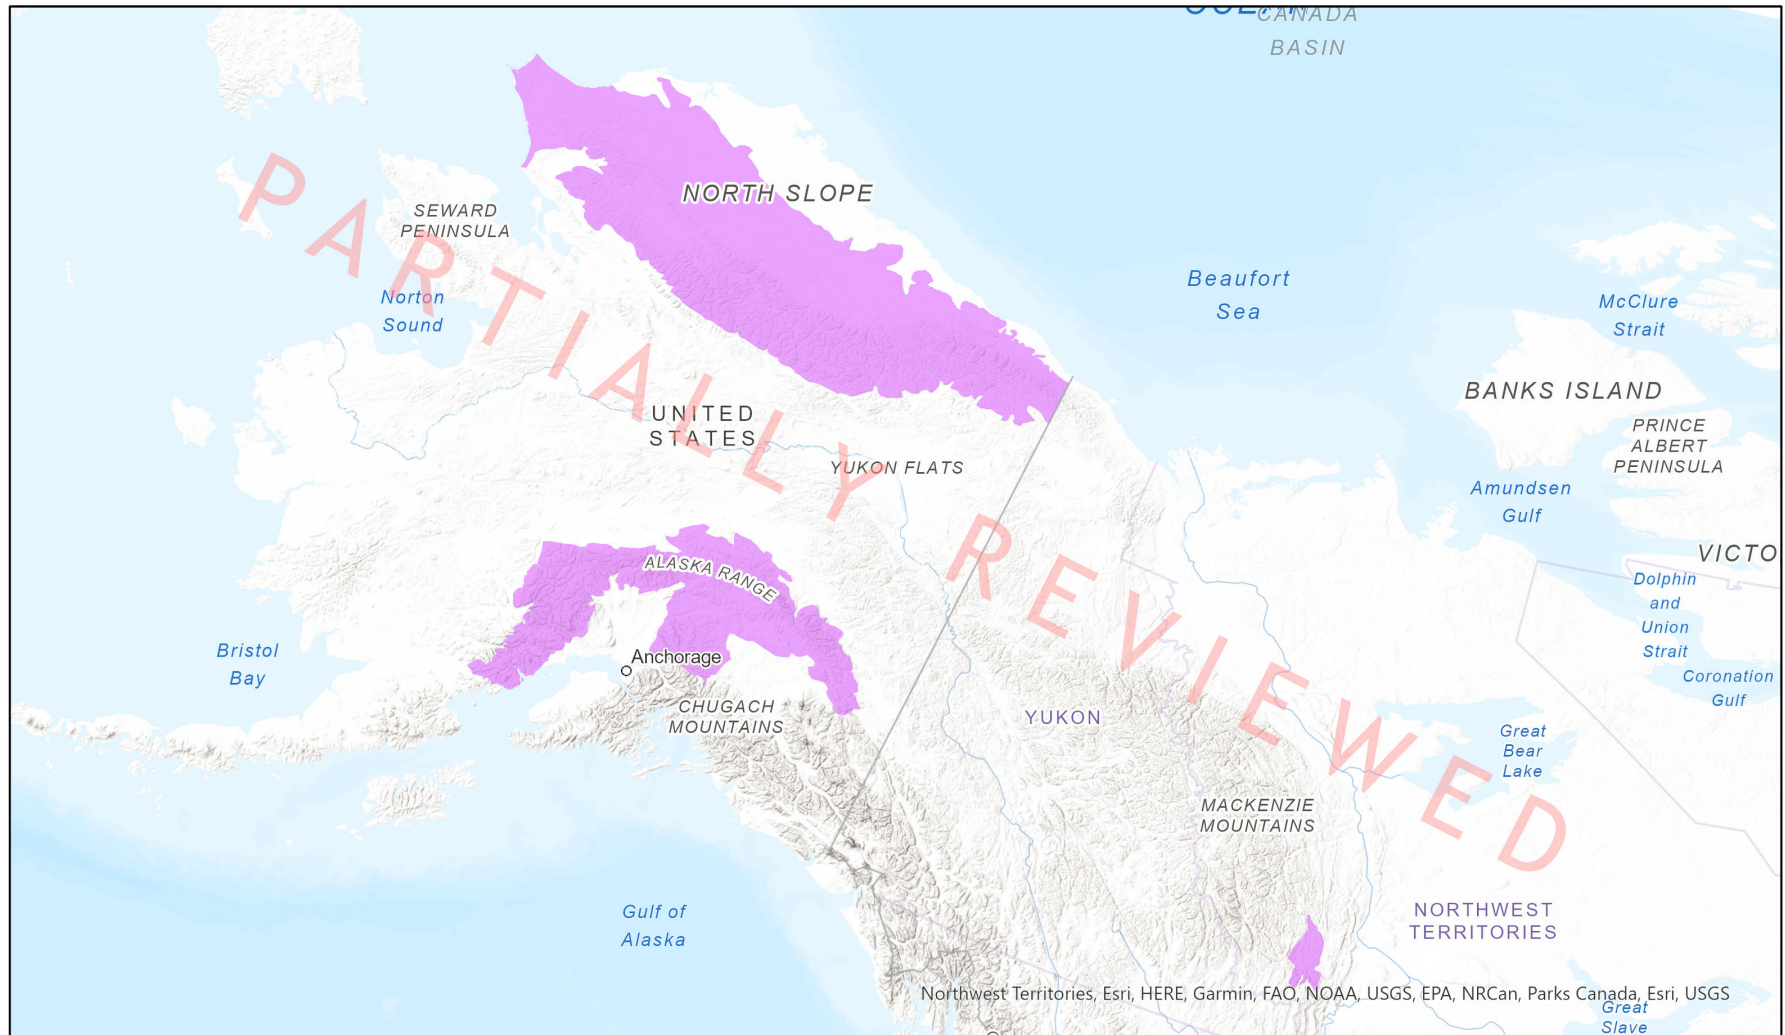 CANADA
BASIN
NORTH SLOPE
SEWARD
PENINSULA
Norton
Sound
Beaufort
Sea
McClure
Strait
BANKS ISLAND
PRINCE
ALBERT
PENINSULA
UNITED
STATES
YUKON FLATS
Amundsen
Gulf
VICTO
ALASKA RANGE
Dolphin
and
Union
Strait
Coronation
Gulf
Bristol
Bay
Anchorage
CHUGACH
MOUNTAINS
YUKON
Great
Bear
Lake
MACKENZIE
MOUNTAINS
Gulf of
Alaska
NORTHWEST
TERRITORIES
Northwest Territories, Esri, HERE, Garmin, FAO, NOAA, USGS, EPA, NRCan, Parks Canada, Esri, USGS
Great
Slave
PARTIALLY REVIEWED